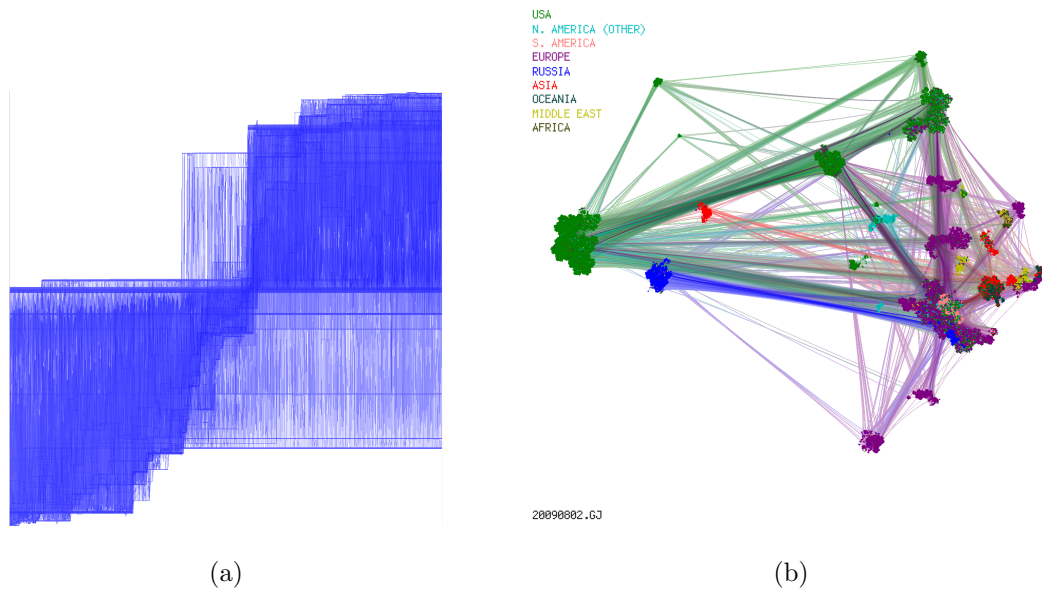 USA
N. AMERICA (OTHER)
S. AMERICA
EUROPE
RUSSIA
ASIA
OCEANIA
MIDDLE EAST
AFRICA
20090802.GJ
(a)
(b)